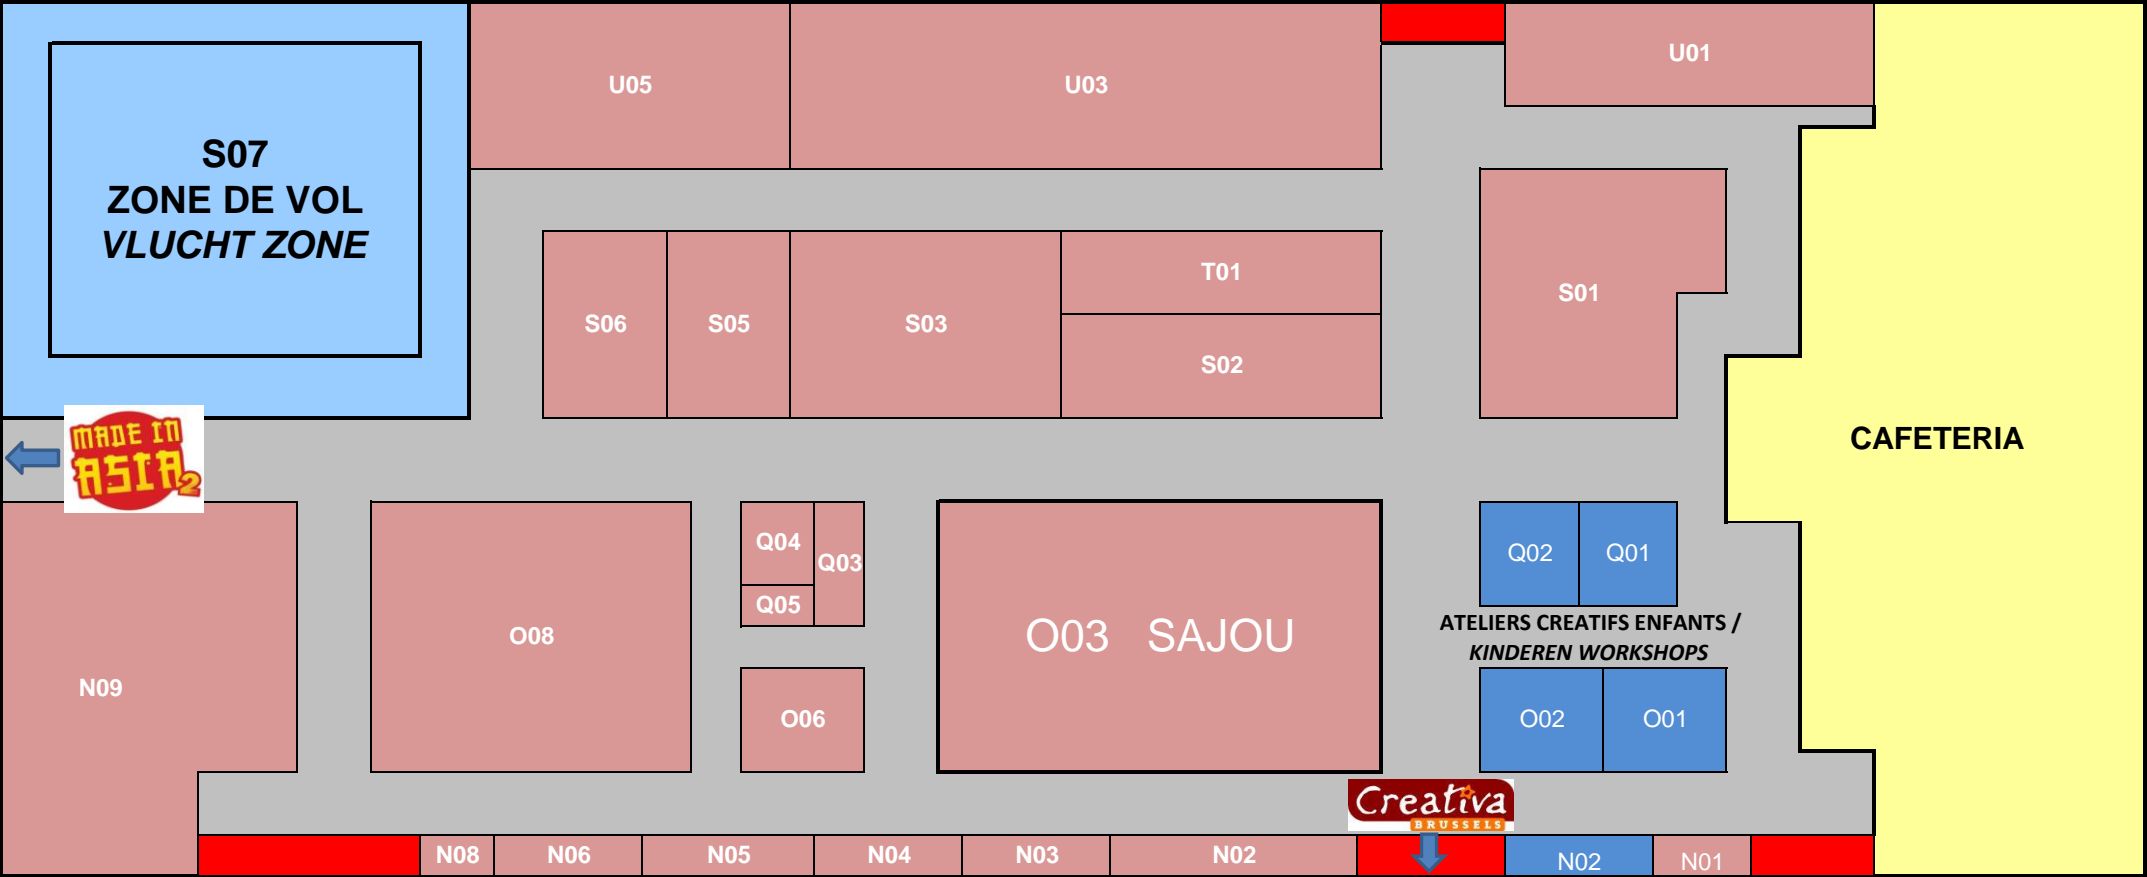 U05
U03
U01
S07
ZONE DE VOL
VLUCHT ZONE
S06
S05
S03
T01
S02
S01
MADE IN
ASIA 2
CAFETERIA
N09
O08
Q04
Q03
Q05
O06
O03 SAJOU
Q02
Q01
ATELIERS CREATIFS ENFANTS /
KINDEREN WORKSHOPS
O02
O01
Creativa
BRUSSELS
N08
N06
N05
N04
N03
N02
N02
N01